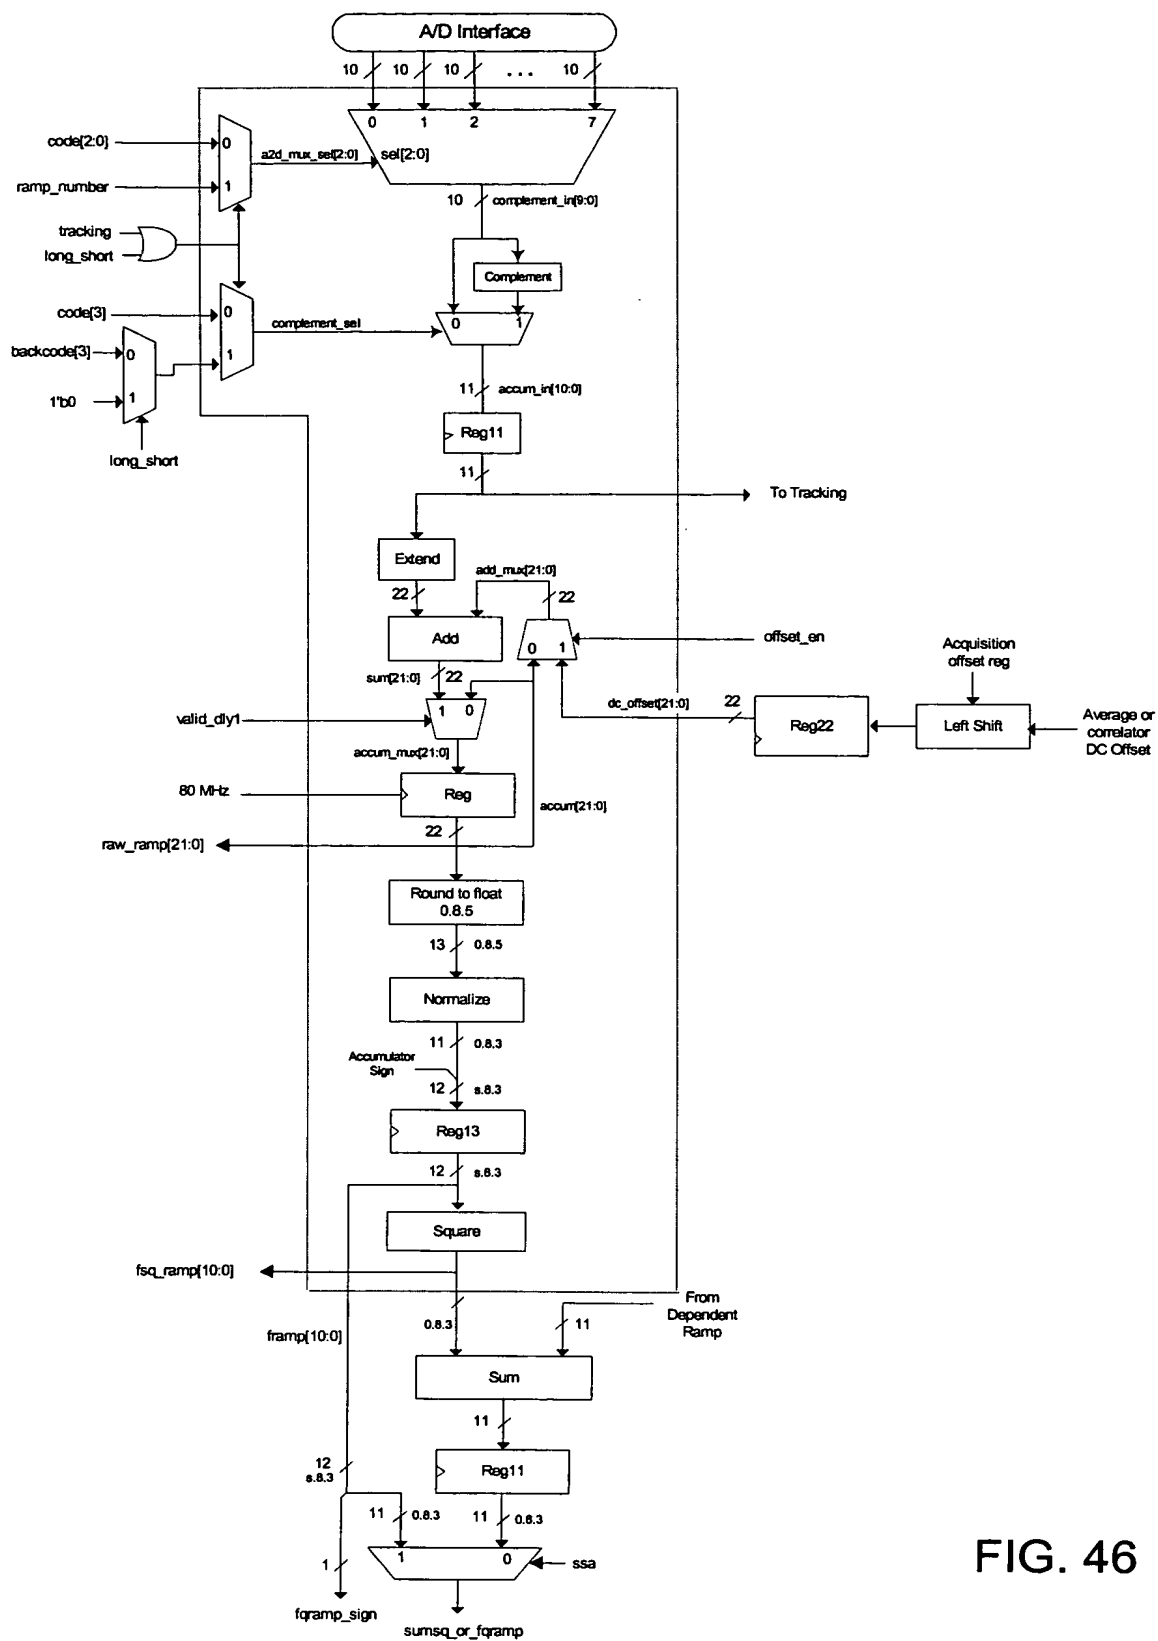 A/D Interface
10 10 10 ... 10
0 1 2 7
code[2:0]
0
a2d_mux_sel[2:0]
sel[2:0]
ramp_number
1
10
complement_in[9:0]
tracking
long_short
Complement
code[3]
0
complement_sel
0 1
backcode[3]
0
1
1'b0
1
11
accum_in[10:0]
Reg11
long_short
11
To Tracking
Extend
add_mux[21:0]
22
22
Add
0 1
offset_en
Acquisition
offset reg
sum[21:0]
22
dc_offset[21:0]
22
valid_dly1
1 0
Reg22
Left Shift
Average or
correlator
DC Offset
accum_mux[21:0]
80 MHz
Reg
accum[21:0]
22
raw_ramp[21:0]
Round to float
0.8.5
13
0.8.5
Normalize
11
0.8.3
Accumulator
Sign
12
s.8.3
Reg13
12
s.8.3
Square
fsq_ramp[10:0]
From
Dependent
Ramp
0.8.3
11
framp[10:0]
Sum
11
12
s.8.3
Reg11
11
0.8.3
11
0.8.3
1 0
ssa
1
fqramp_sign
sumsq_or_fqramp
FIG. 46